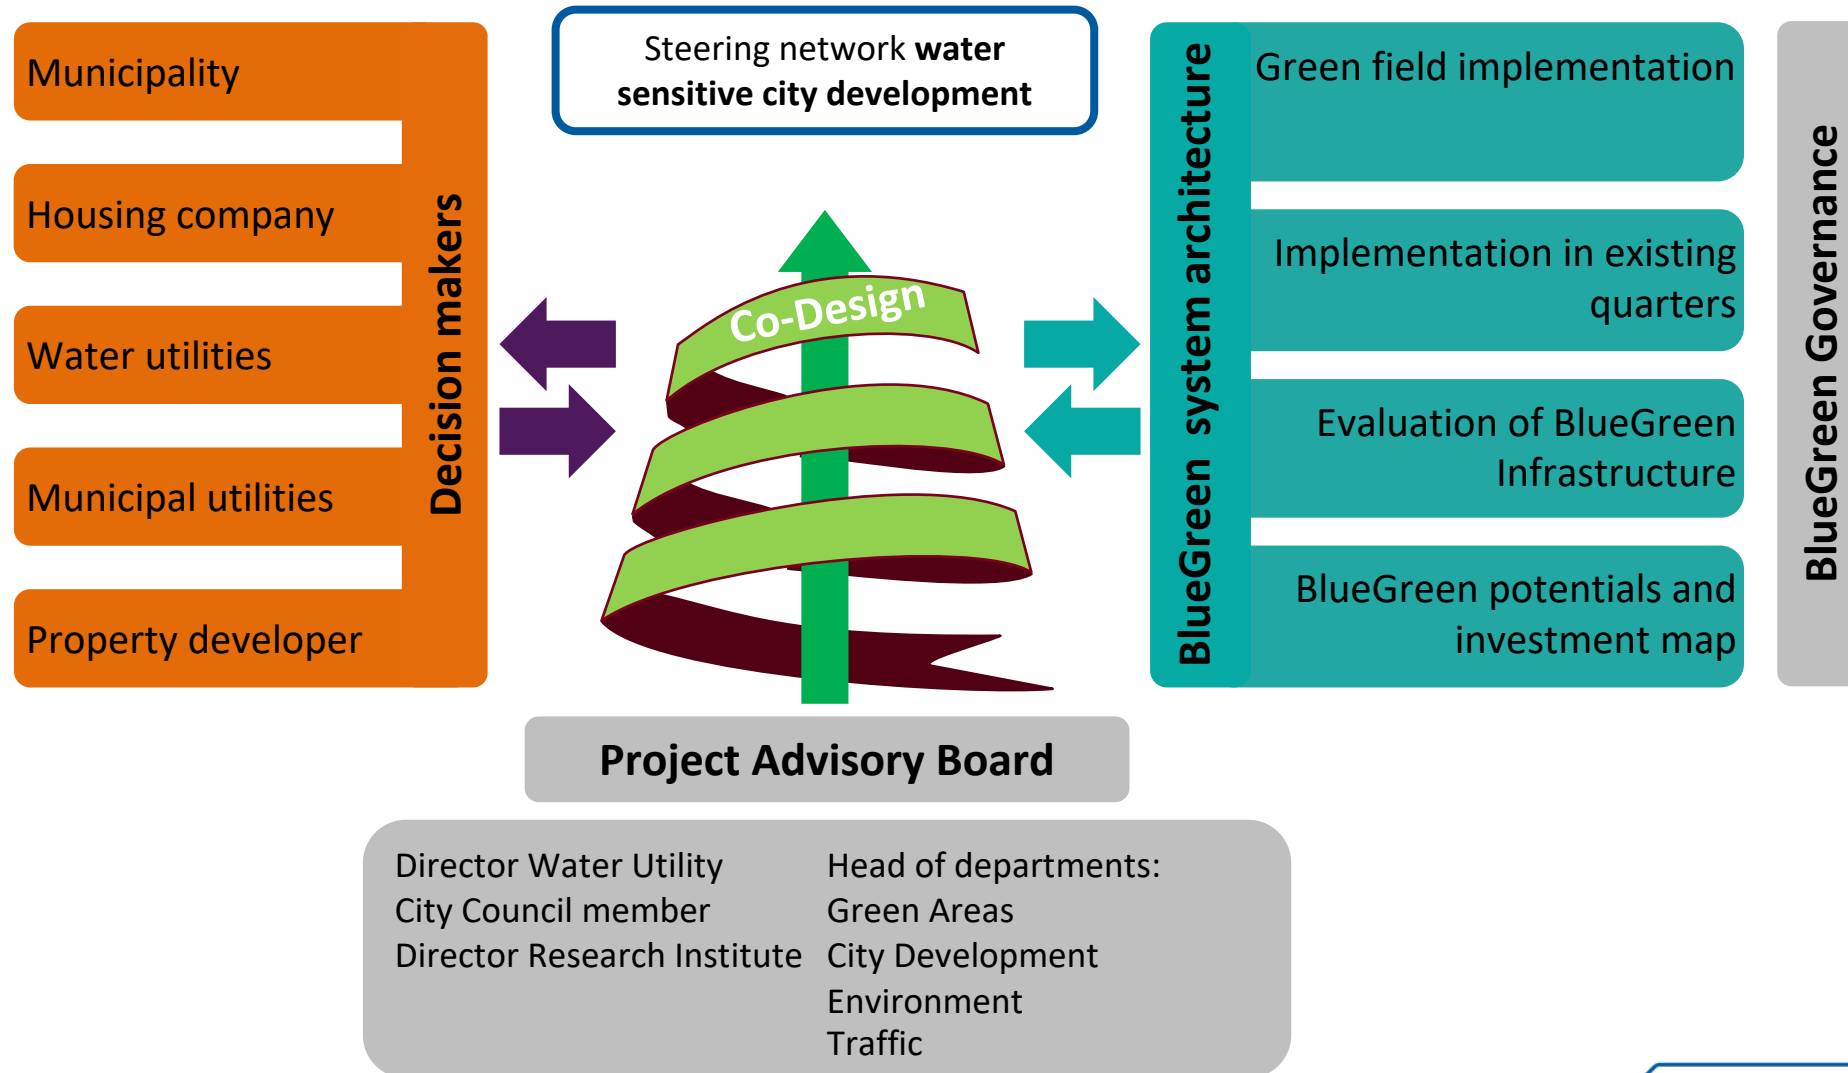 Municipality
Housing company
Water utilities
Municipal utilities
Property developer
Decision makers
Steering network water
sensitive city development
Co-Design
BlueGreen system architecture
Green field implementation
Implementation in existing
quarters
Evaluation of BlueGreen
Infrastructure
BlueGreen potentials and
investment map
BlueGreen Governance
Project Advisory Board
Director Water Utility
City Council member
Director Research Institute
Head of departments:
Green Areas
City Development
Environment
Traffic